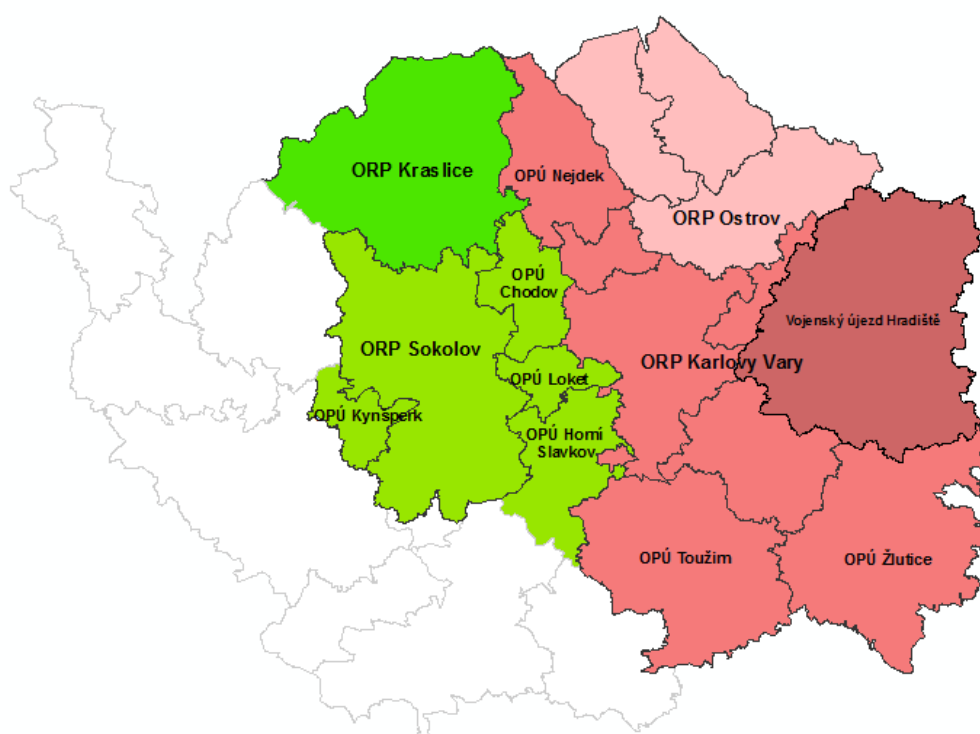 ORP Kraslice
OPÚ Nejdek
ORP Ostrov
OPÚ
Chodov
Vojenský újezd Hradiště
ORP Sokolov
ORP Karlovy Vary
OPÚ Loket
OPÚ Kynšperk
OPÚ Horní
Slavkov
OPÚ Toužim
OPÚ Žlutice